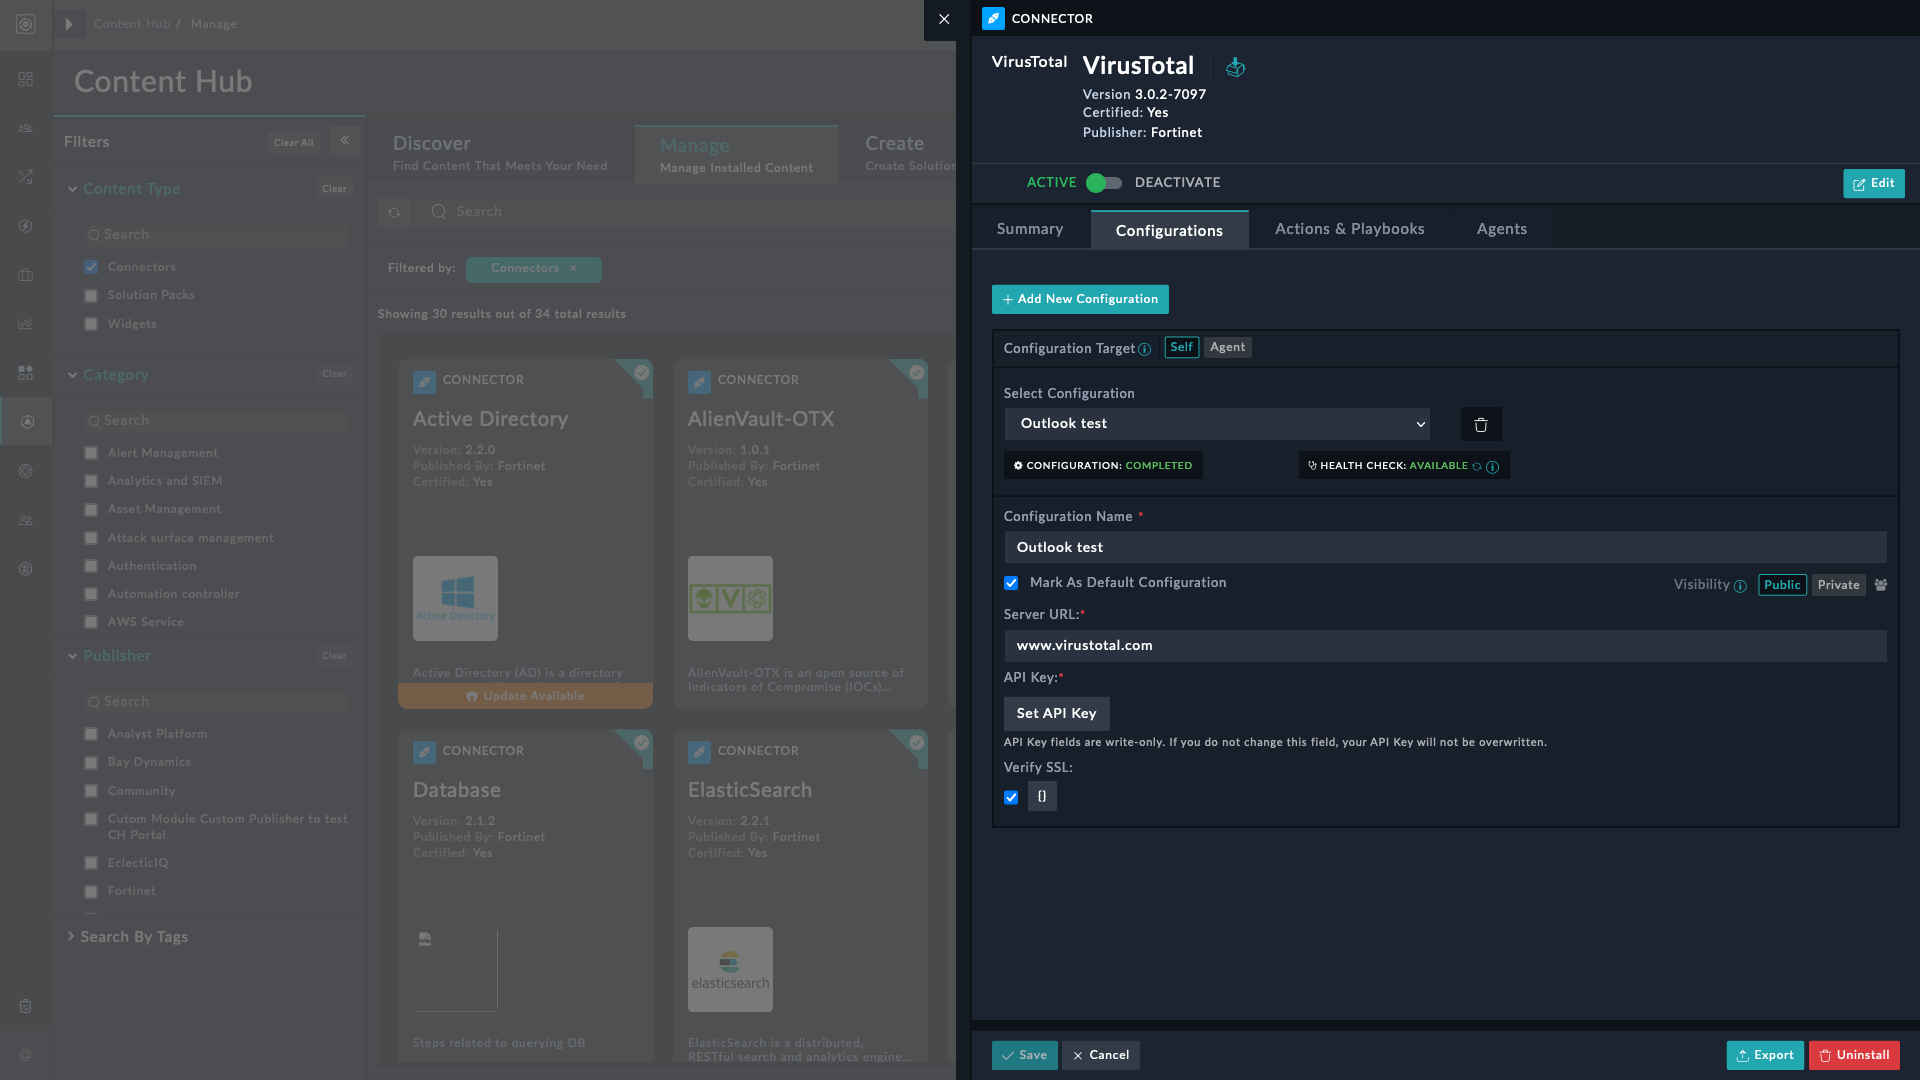 Content Hub / Manage
Content Hub
Filters
Clear All
Content Type
Clear
Search
Connectors
Solution Packs
Widgets
Category
Clear
Search
Alert Management
Analytics and SIEM
Asset Management
Attack surface management
Authentication
Automation controller
AWS Service
Publisher
Clear
Search
Analyst Platform
Bay Dynamics
Community
Cutom Module Custom Publisher to test
CH Portal
EclecticIQ
Fortinet
Search By Tags
Discover
Find Content That Meets Your Need
Manage
Manage Installed Content
Create
Create Solution
Search
Filtered by:
Connectors ×
Showing 30 results out of 34 total results
CONNECTOR
Active Directory
Version: 2.2.0
Published By: Fortinet
Certified: Yes
Active Directory
Active Directory (AD) is a directory
Update Available
CONNECTOR
AlienVault-OTX
Version: 1.0.1
Published By: Fortinet
Certified: Yes
V
AlienVault-OTX is an open source of
Indicators of Compromise (IOCs)...
CONNECTOR
Database
Version: 2.1.2
Published By: Fortinet
Certified: Yes
Steps related to querying DB
CONNECTOR
ElasticSearch
Version: 2.2.1
Published By: Fortinet
Certified: Yes
elasticsearch
ElasticSearch is a distributed,
RESTful search and analytics engine...
CONNECTOR
VirusTotal
VirusTotal
Version 3.0.2-7097
Certified: Yes
Publisher: Fortinet
ACTIVE
DEACTIVATE
Edit
Summary
Configurations
Actions & Playbooks
Agents
+ Add New Configuration
Configuration Target
Self
Agent
Select Configuration
Outlook test
CONFIGURATION: COMPLETED
HEALTH CHECK: AVAILABLE
Configuration Name *
Outlook test
Mark As Default Configuration
Visibility
Public
Private
Server URL:*
www.virustotal.com
API Key:*
Set API Key
API Key fields are write-only. If you do not change this field, your API Key will not be overwritten.
Verify SSL:
{}
Save
Cancel
Export
Uninstall